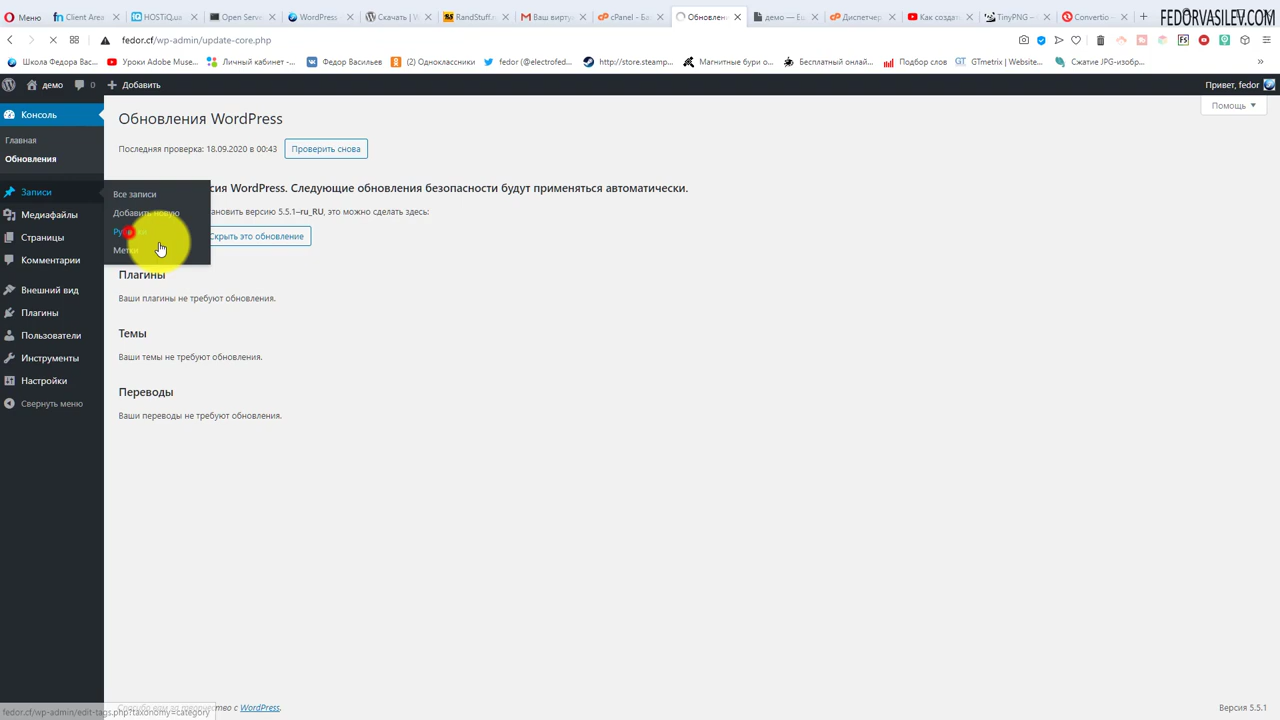 Меню
Client Area
HOSTiQ.ua
Open Serve
WordPress
Скачать | W
RandStuff.r
Ваш вирту
cPanel - Ба
Обновлен
демо — Eu
Диспетчер
Как создат
TinyPNG –
Convertio –
FEDORVASILEV.COM
fedor.cf/wp-admin/update-core.php
Школа Федора Вас...
Уроки Adobe Muse...
Личный кабинет -...
Федор Васильев
(2) Одноклассники
fedor (@electrofed...
http://store.steamp...
Магнитные бури о...
Бесплатный онлай...
Подбор слов
GTmetrix | Website...
Сжатие JPG-изобр...
демо
0
Добавить
Привет, fedor
Консоль
Обновления WordPress
Помощь
Главная
Последняя проверка: 18.09.2020 в 00:43
Проверить снова
Обновления
Записи
Все записи
сия WordPress. Следующие обновления безопасности будут применяться автоматически.
Медиафайлы
Добавить новую
тановить версию 5.5.1–ru_RU, это можно сделать здесь:
Страницы
Скрыть это обновление
Метки
Комментарии
Плагины
Внешний вид
Ваши плагины не требуют обновления.
Плагины
Пользователи
Темы
Инструменты
Ваши темы не требуют обновления.
Настройки
Переводы
Свернуть меню
Ваши переводы не требуют обновления.
fedor.cf/wp-admin/edit-tags.php?taxonomy=category
с WordPress.
Версия 5.5.1